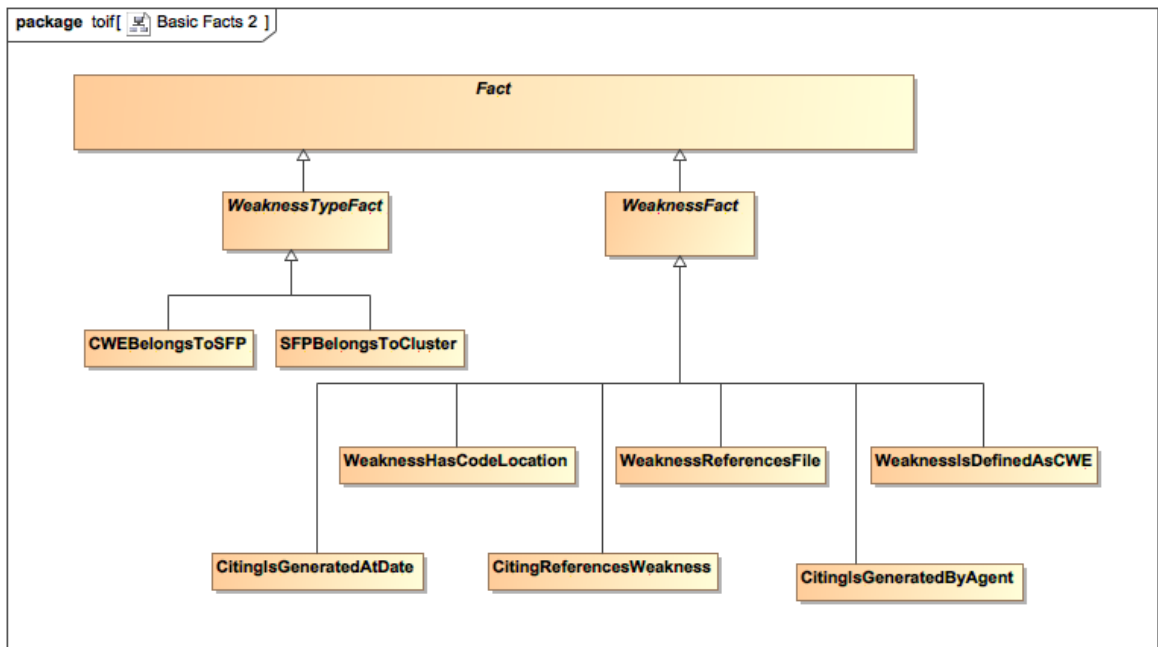 package toif[ Basic Facts 2 ]
Fact
WeaknessTypeFact
WeaknessFact
CWEBelongsToSFP
SFPBelongsToCluster
WeaknessHasCodeLocation
WeaknessReferencesFile
WeaknessIsDefinedAsCWE
CitingIsGeneratedAtDate
CitingReferencesWeakness
CitingIsGeneratedByAgent